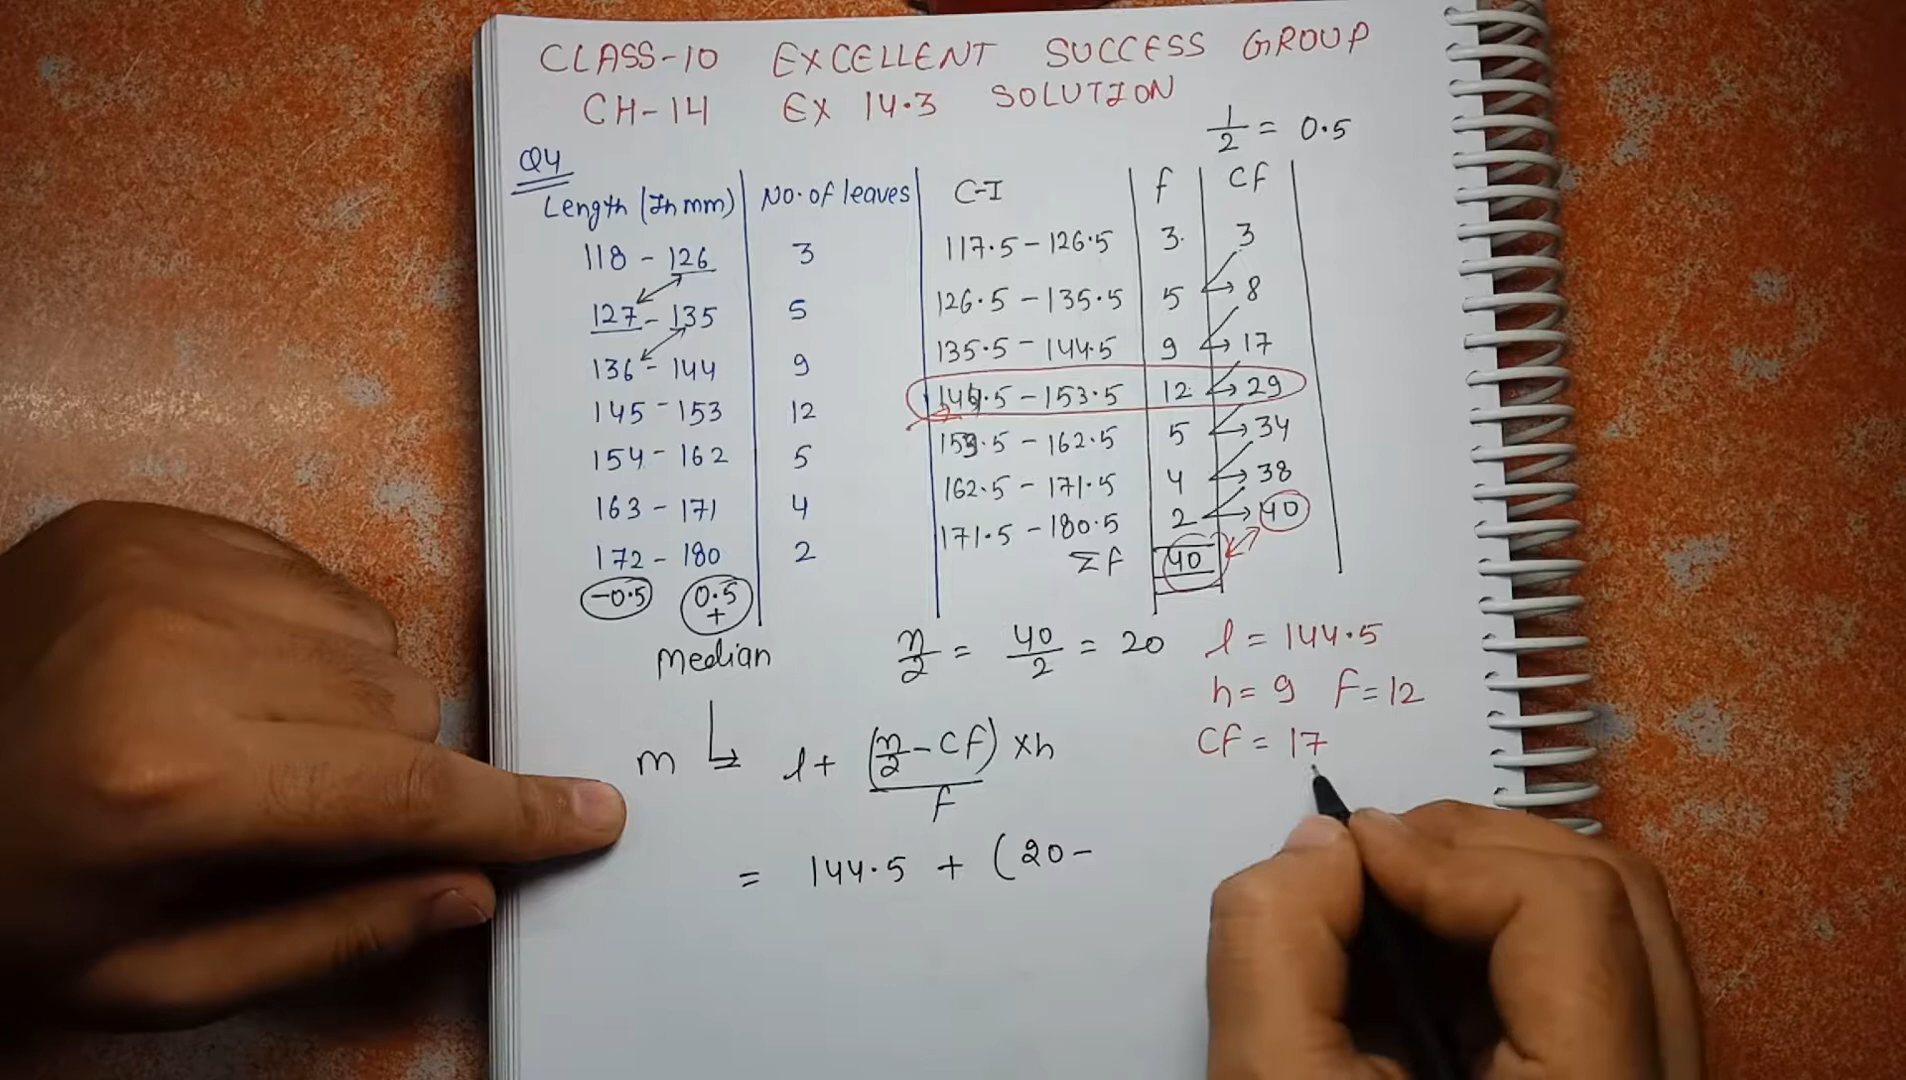 CLASS-10 EXCELLENT SUCCESS GROUP
CH-14 EX 14.3 SOLUTION
1/2 = 0.5
Q4
Length (In mm) No. of leaves C-I f cf
118 - 126 3 117.5 - 126.5 3 3
127 - 135 5 126.5 - 135.5 5 8
136 - 144 9 135.5 - 144.5 9 17
145 - 153 12 144.5 - 153.5 12 29
154 - 162 5 153.5 - 162.5 5 34
163 - 171 4 162.5 - 171.5 4 38
172 - 180 2 171.5 - 180.5 2 40
-0.5 0.5 + Σf 40
median n/2 = 40/2 = 20 l = 144.5
h = 9 f = 12
m l + (n/2 - cf)/f × h cf = 17
= 144.5 + (20 -